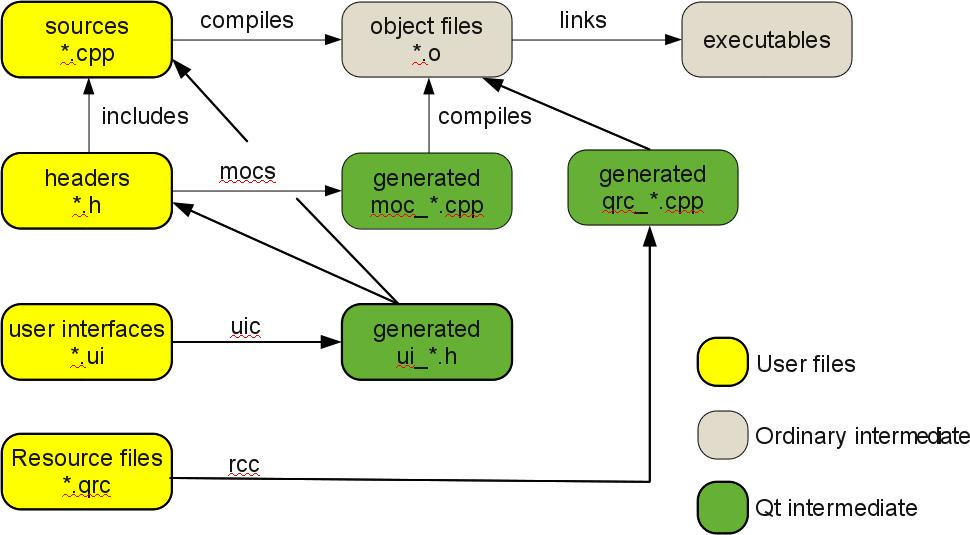 sources
*.cpp
compiles
object files
*.o
links
executables
includes
compiles
headers
*.h
mocs
generated
moc_*.cpp
generated
qrc_*.cpp
user interfaces
*.ui
uic
generated
ui_*.h
User files
Ordinary intermediate
Resource files
*.qrc
rcc
Qt intermediate